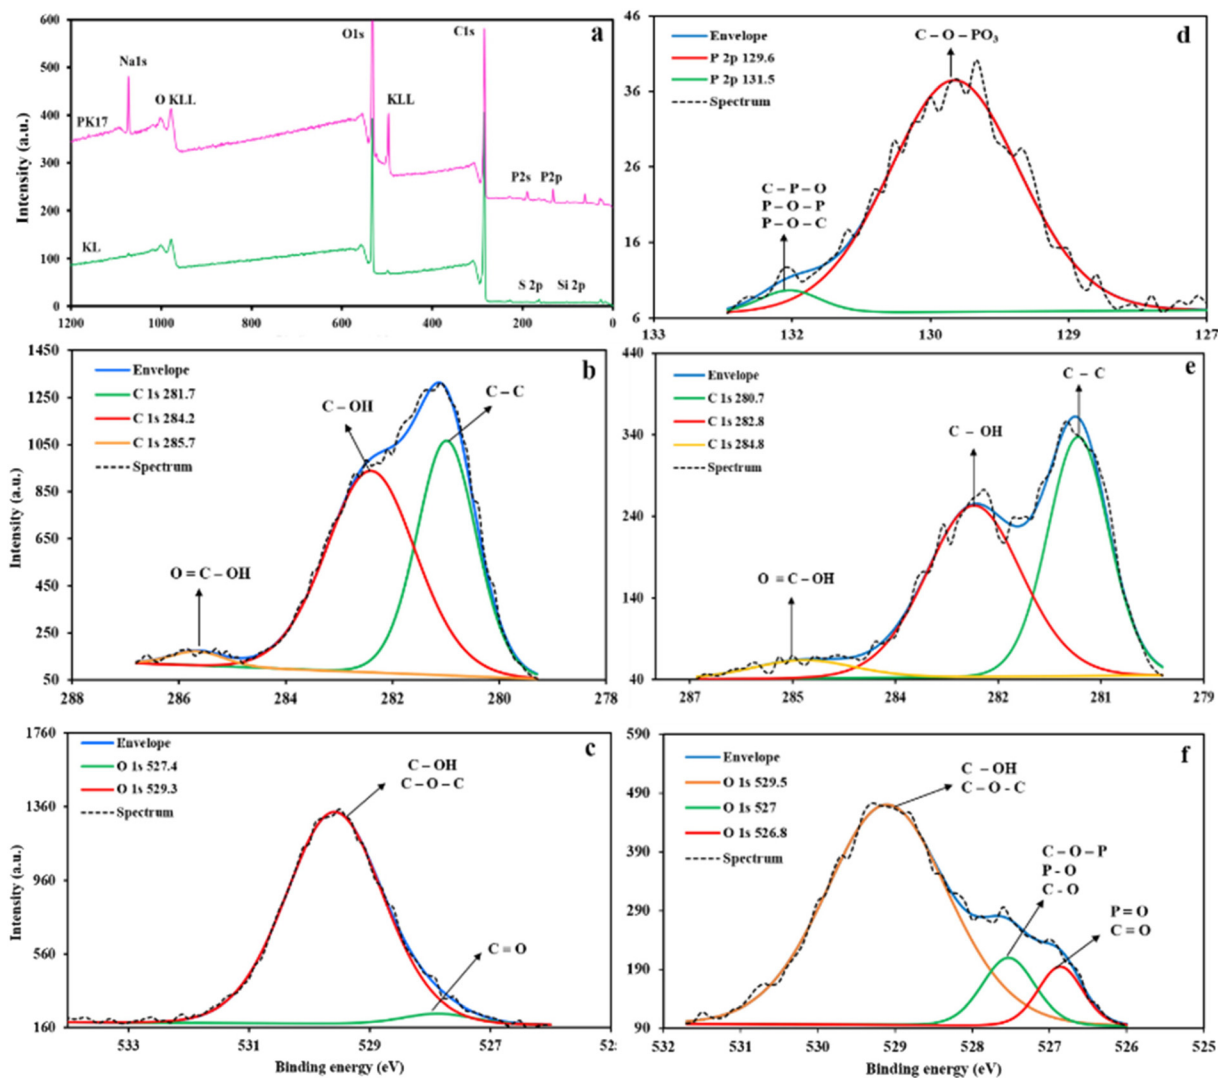 a
600
500
400
300
200
100
0
Intensity (a.u.)
Na1s
O KLL
PK17
O1s
KLL
C1s
P2s P2p
KL
S 2p Si 2p
1200 1000 800 600 400 200 0
d
46
36
26
16
6
Envelope
P 2p 129.6
P 2p 131.5
Spectrum
C – O – PO3
C – P – O
P – O – P
P – O – C
133 132 130 129 127
b
1450
1250
1050
850
650
450
250
50
Intensity (a.u.)
Envelope
C 1s 281.7
C 1s 284.2
C 1s 285.7
Spectrum
C – OH
C – C
O = C – OH
288 286 284 282 280 278
e
440
340
240
140
40
Envelope
C 1s 280.7
C 1s 282.8
C 1s 284.8
Spectrum
C – C
C – OH
O = C – OH
287 285 284 282 281 279
c
1760
1360
960
560
160
Intensity (a.u.)
Envelope
O 1s 527.4
O 1s 529.3
Spectrum
C – OH
C – O – C
C = O
533 531 529 527 52
Binding energy (eV)
f
590
490
390
290
190
90
Envelope
O 1s 529.5
O 1s 527
O 1s 526.8
Spectrum
C – OH
C – O - C
C – O – P
P - O
C - O
P = O
C = O
532 531 530 529 528 527 526 525
Binding energy (eV)